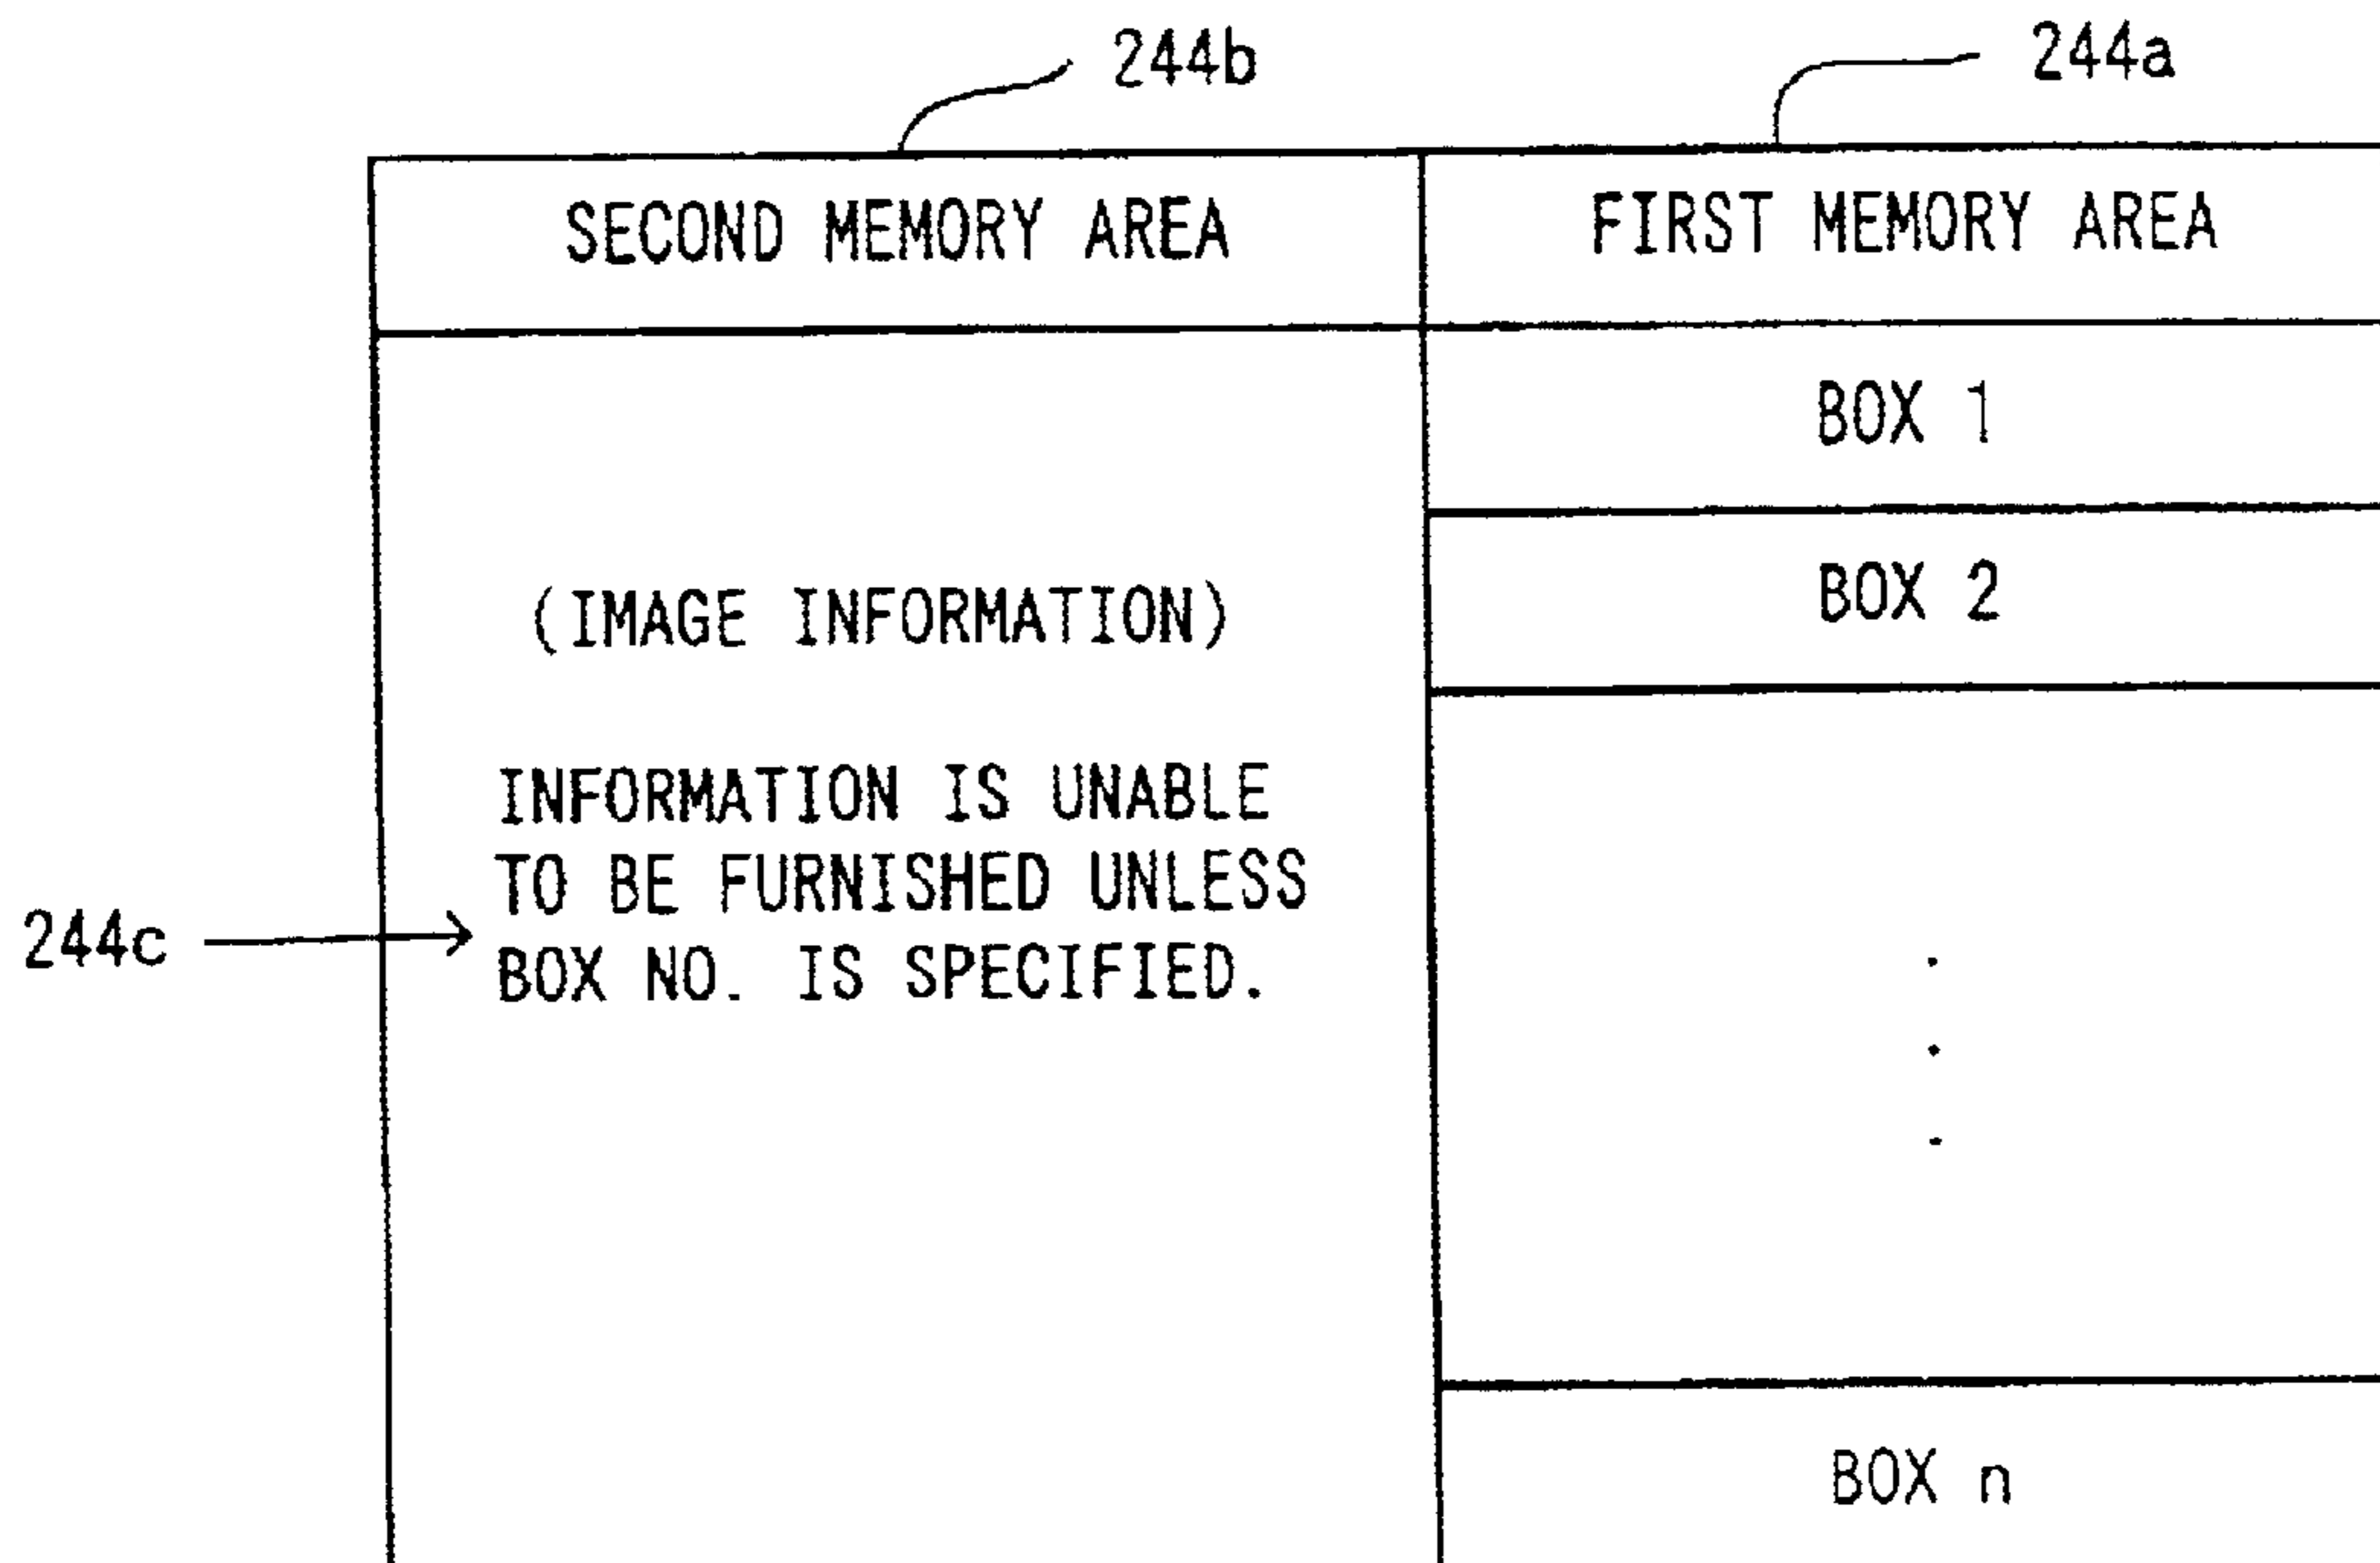 244b
244a
SECOND MEMORY AREA
FIRST MEMORY AREA
BOX 1
BOX 2
(IMAGE INFORMATION)
INFORMATION IS UNABLE
TO BE FURNISHED UNLESS
BOX NO. IS SPECIFIED.
244c
BOX n